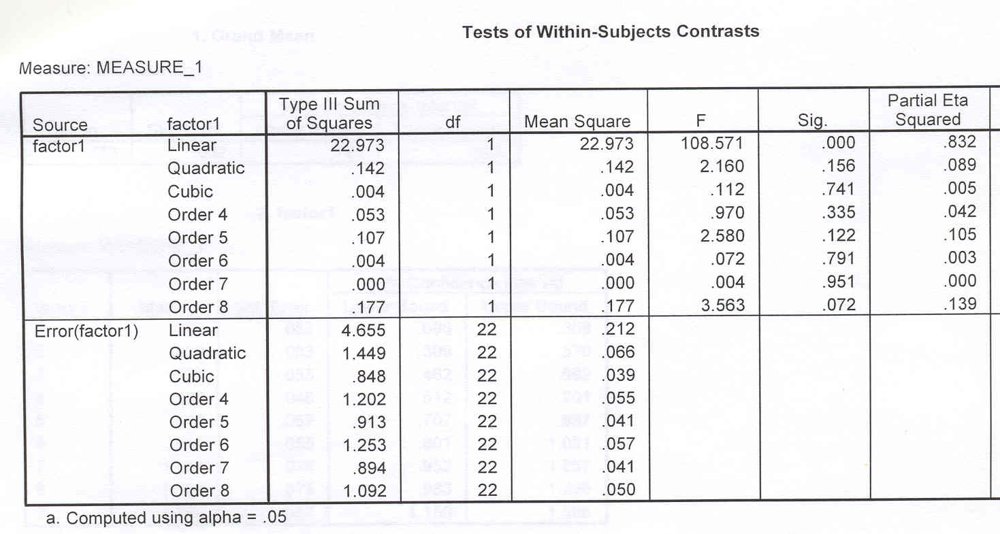 Tests of Within-Subjects Contrasts
Measure: MEASURE_1
Source factor1 Type III Sum of Squares df Mean Square F Sig. Partial Eta Squared
factor1 Linear 22.973 1 22.973 108.571 .000 .832
Quadratic .142 1 .142 2.160 .156 .089
Cubic .004 1 .004 .112 .741 .005
Order 4 .053 1 .053 .970 .335 .042
Order 5 .107 1 .107 2.580 .122 .105
Order 6 .004 1 .004 .072 .791 .003
Order 7 .000 1 .000 .004 .951 .000
Order 8 .177 1 .177 3.563 .072 .139
Error(factor1) Linear 4.655 22 .212
Quadratic 1.449 22 .066
Cubic .848 22 .039
Order 4 1.202 22 .055
Order 5 .913 22 .041
Order 6 1.253 22 .057
Order 7 .894 22 .041
Order 8 1.092 22 .050
a. Computed using alpha = .05